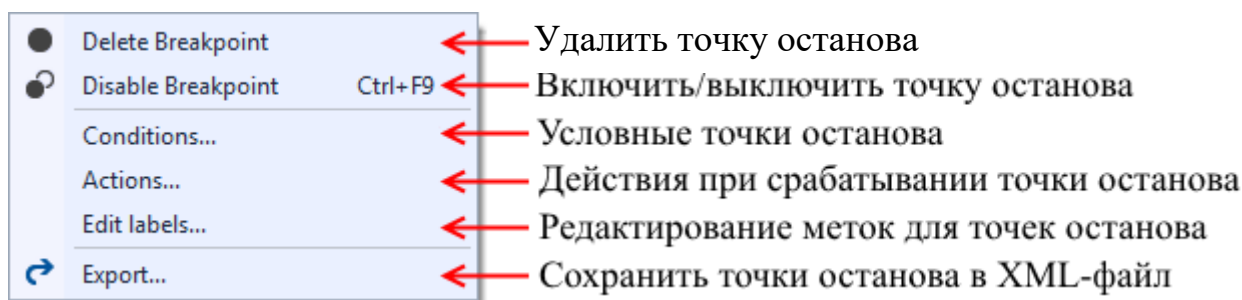 Delete Breakpoint Удалить точку останова
Disable Breakpoint Ctrl+F9 Включить/выключить точку останова
Conditions... Условные точки останова
Actions... Действия при срабатывании точки останова
Edit labels... Редактирование меток для точек останова
Export... Сохранить точки останова в XML-файл